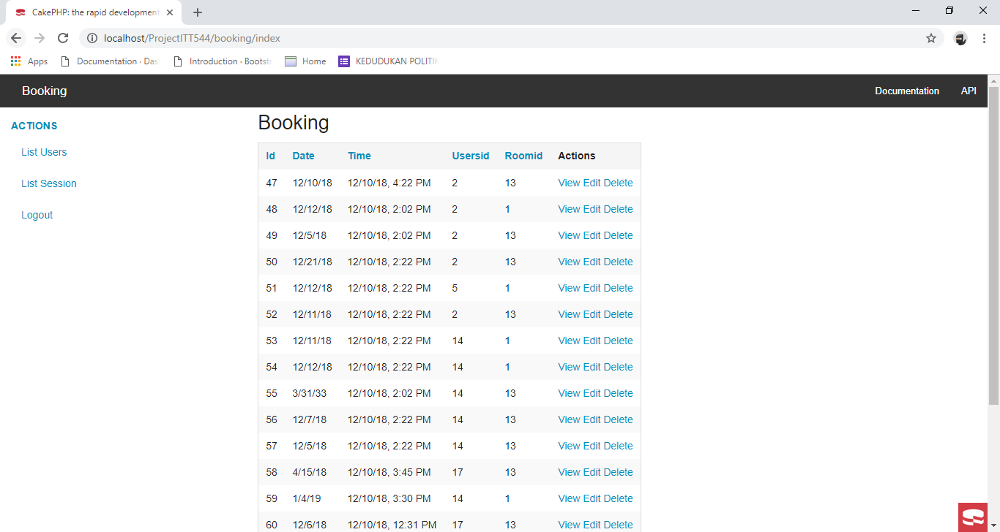 CakePHP: the rapid development
localhost/ProjectITT544/booking/index
Apps Documentation · Das Introduction · Bootst Home KEDUDUKAN POLITIK
Booking Documentation API
ACTIONS
List Users
List Session
Logout
Booking
Id Date Time Usersid Roomid Actions
47 12/10/18 12/10/18, 4:22 PM 2 13 View Edit Delete
48 12/12/18 12/10/18, 2:02 PM 2 1 View Edit Delete
49 12/5/18 12/10/18, 2:02 PM 2 13 View Edit Delete
50 12/21/18 12/10/18, 2:22 PM 2 13 View Edit Delete
51 12/12/18 12/10/18, 2:22 PM 5 1 View Edit Delete
52 12/11/18 12/10/18, 2:22 PM 2 13 View Edit Delete
53 12/11/18 12/10/18, 2:22 PM 14 1 View Edit Delete
54 12/12/18 12/10/18, 2:22 PM 14 1 View Edit Delete
55 3/31/33 12/10/18, 2:02 PM 14 13 View Edit Delete
56 12/7/18 12/10/18, 2:22 PM 14 13 View Edit Delete
57 12/5/18 12/10/18, 2:22 PM 14 13 View Edit Delete
58 4/15/18 12/10/18, 3:45 PM 17 13 View Edit Delete
59 1/4/19 12/10/18, 3:30 PM 14 1 View Edit Delete
60 12/6/18 12/10/18, 12:31 PM 17 13 View Edit Delete